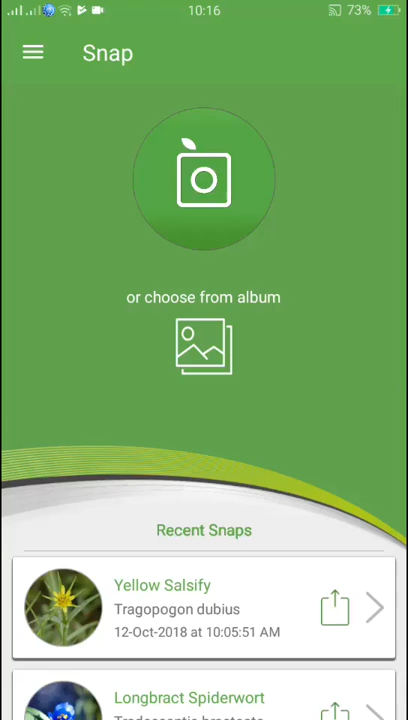 10:16
73%
Snap
or choose from album
Recent Snaps
Yellow Salsify
Tragopogon dubius
12-Oct-2018 at 10:05:51 AM
Longbract Spiderwort